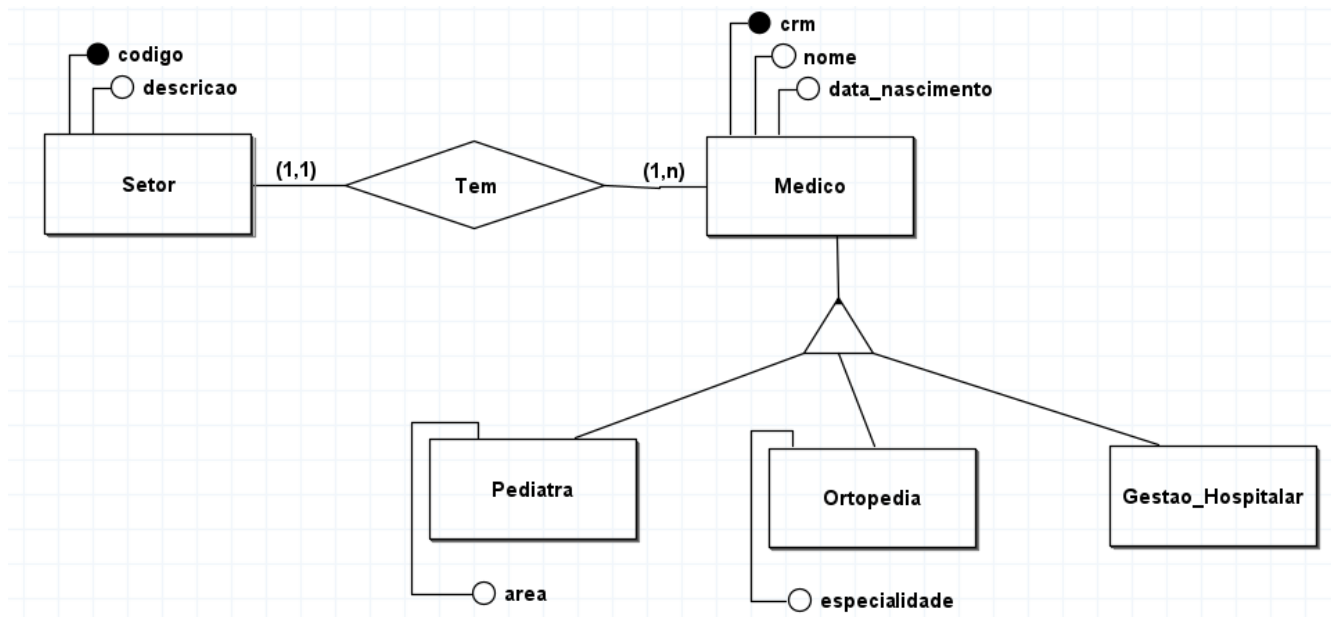 crm
codigo
nome
descricao
data_nascimento
Setor
(1,1)
Tem
(1,n)
Medico
Pediatra
Ortopedia
Gestao_Hospitalar
area
especialidade